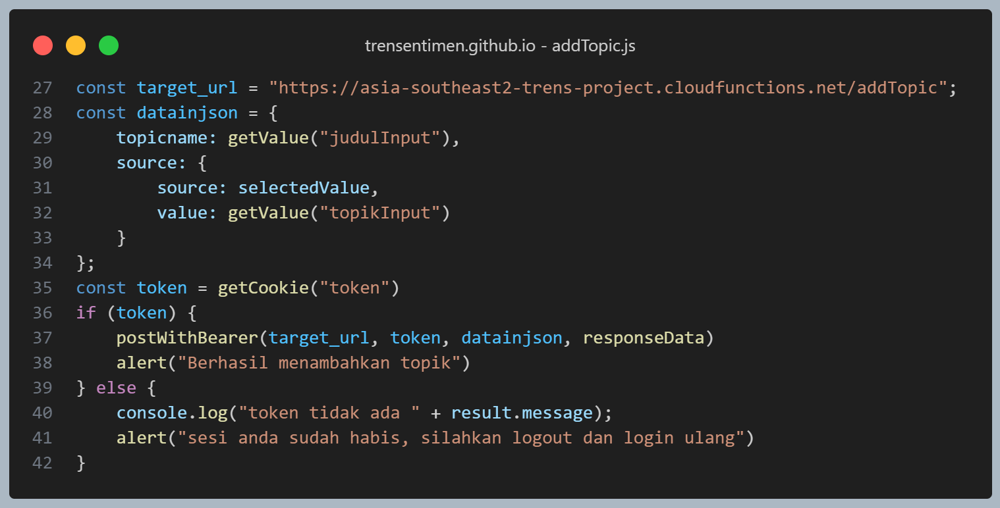 trensentimen.github.io - addTopic.js
27 const target_url = "https://asia-southeast2-trens-project.cloudfunctions.net/addTopic";
28 const datainjson = {
29     topicname: getValue("judulInput"),
30     source: {
31         source: selectedValue,
32         value: getValue("topikInput")
33     }
34 };
35 const token = getCookie("token")
36 if (token) {
37     postWithBearer(target_url, token, datainjson, responseData)
38     alert("Berhasil menambahkan topik")
39 } else {
40     console.log("token tidak ada " + result.message);
41     alert("sesi anda sudah habis, silahkan logout dan login ulang")
42 }